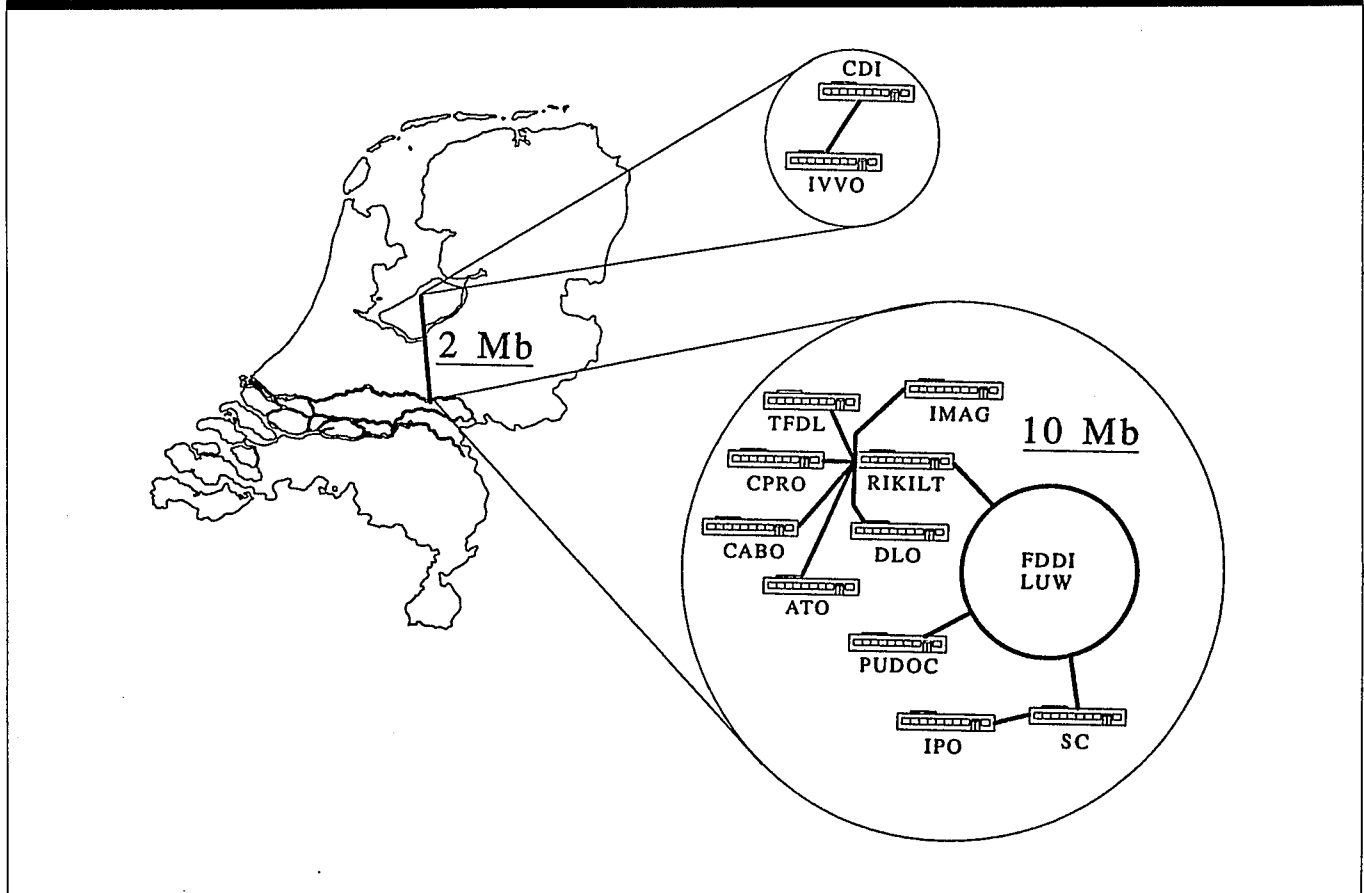 CDI
IVVO
2 Mb
IMAG
TFDL
10 Mb
CPRO
RIKILT
CABO
DLO
FDDI
LUW
ATO
PUDOC
IPO
SC